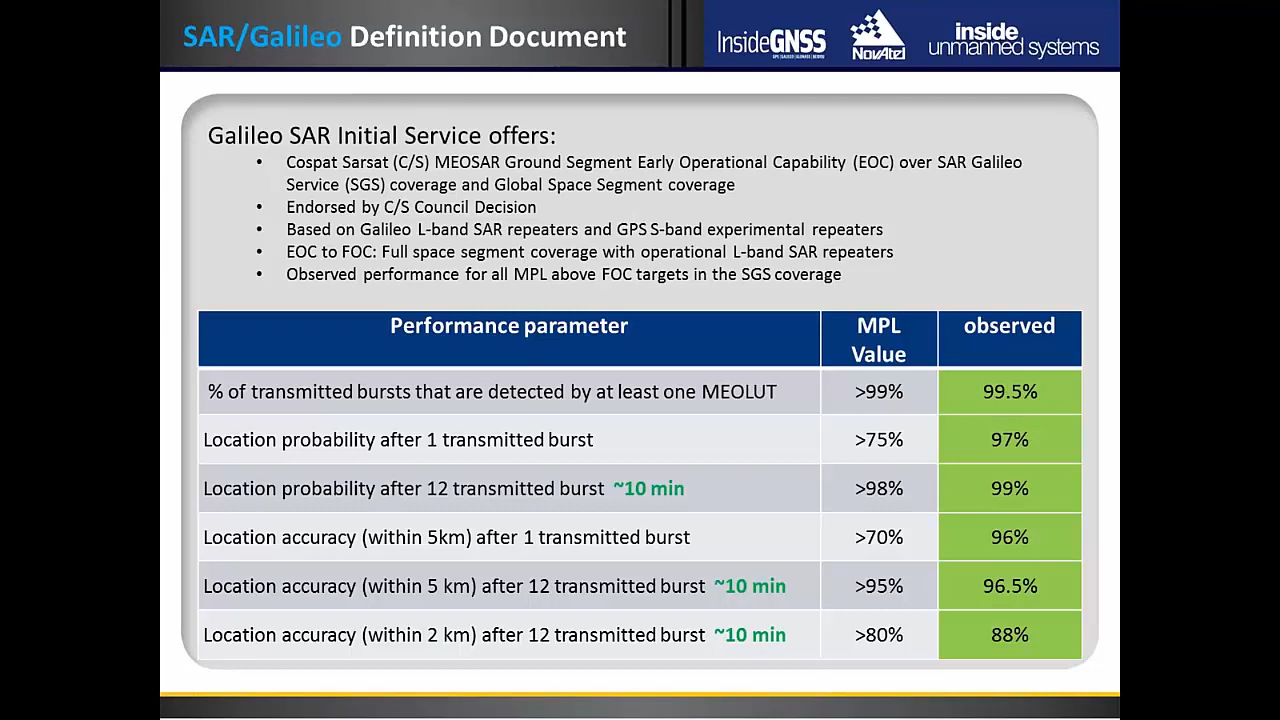 SAR/Galileo Definition Document
InsideGNSS
NovAtel
inside
unmanned systems
Galileo SAR Initial Service offers:
• Cospat Sarsat (C/S) MEOSAR Ground Segment Early Operational Capability (EOC) over SAR Galileo
Service (SGS) coverage and Global Space Segment coverage
• Endorsed by C/S Council Decision
• Based on Galileo L-band SAR repeaters and GPS S-band experimental repeaters
• EOC to FOC: Full space segment coverage with operational L-band SAR repeaters
• Observed performance for all MPL above FOC targets in the SGS coverage
Performance parameter MPL observed
Value
% of transmitted bursts that are detected by at least one MEOLUT >99% 99.5%
Location probability after 1 transmitted burst >75% 97%
Location probability after 12 transmitted burst ~10 min >98% 99%
Location accuracy (within 5km) after 1 transmitted burst >70% 96%
Location accuracy (within 5 km) after 12 transmitted burst ~10 min >95% 96.5%
Location accuracy (within 2 km) after 12 transmitted burst ~10 min >80% 88%